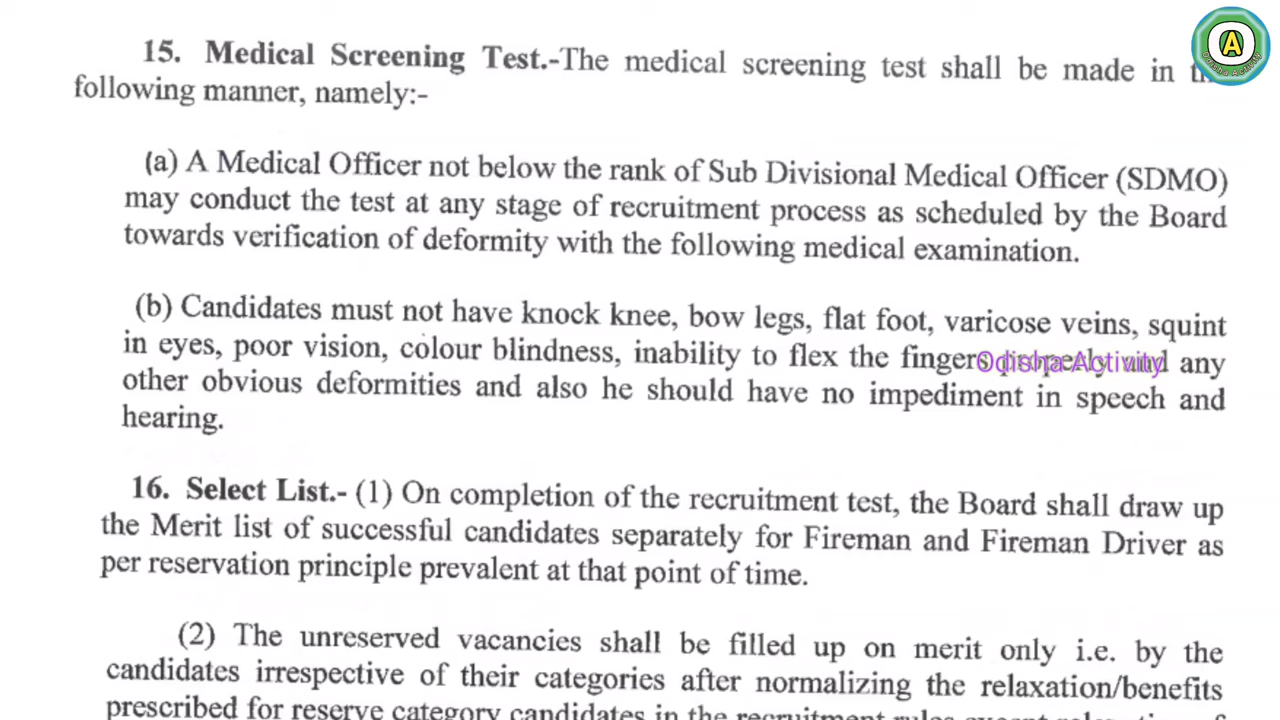 15. Medical Screening Test.-The medical screening test shall be made in
following manner, namely:-
(a) A Medical Officer not below the rank of Sub Divisional Medical Officer (SDMO)
may conduct the test at any stage of recruitment process as scheduled by the Board
towards verification of deformity with the following medical examination.
(b) Candidates must not have knock knee, bow legs, flat foot, varicose veins, squint
in eyes, poor vision, colour blindness, inability to flex the fingers any
Odisha Activity
other obvious deformities and also he should have no impediment in speech and
hearing.
16. Select List.- (1) On completion of the recruitment test, the Board shall draw up
the Merit list of successful candidates separately for Fireman and Fireman Driver as
per reservation principle prevalent at that point of time.
(2) The unreserved vacancies shall be filled up on merit only i.e. by the
candidates irrespective of their categories after normalizing the relaxation/benefits
prescribed for reserve category candidates in the recruitment rules
A
Odisha Activity